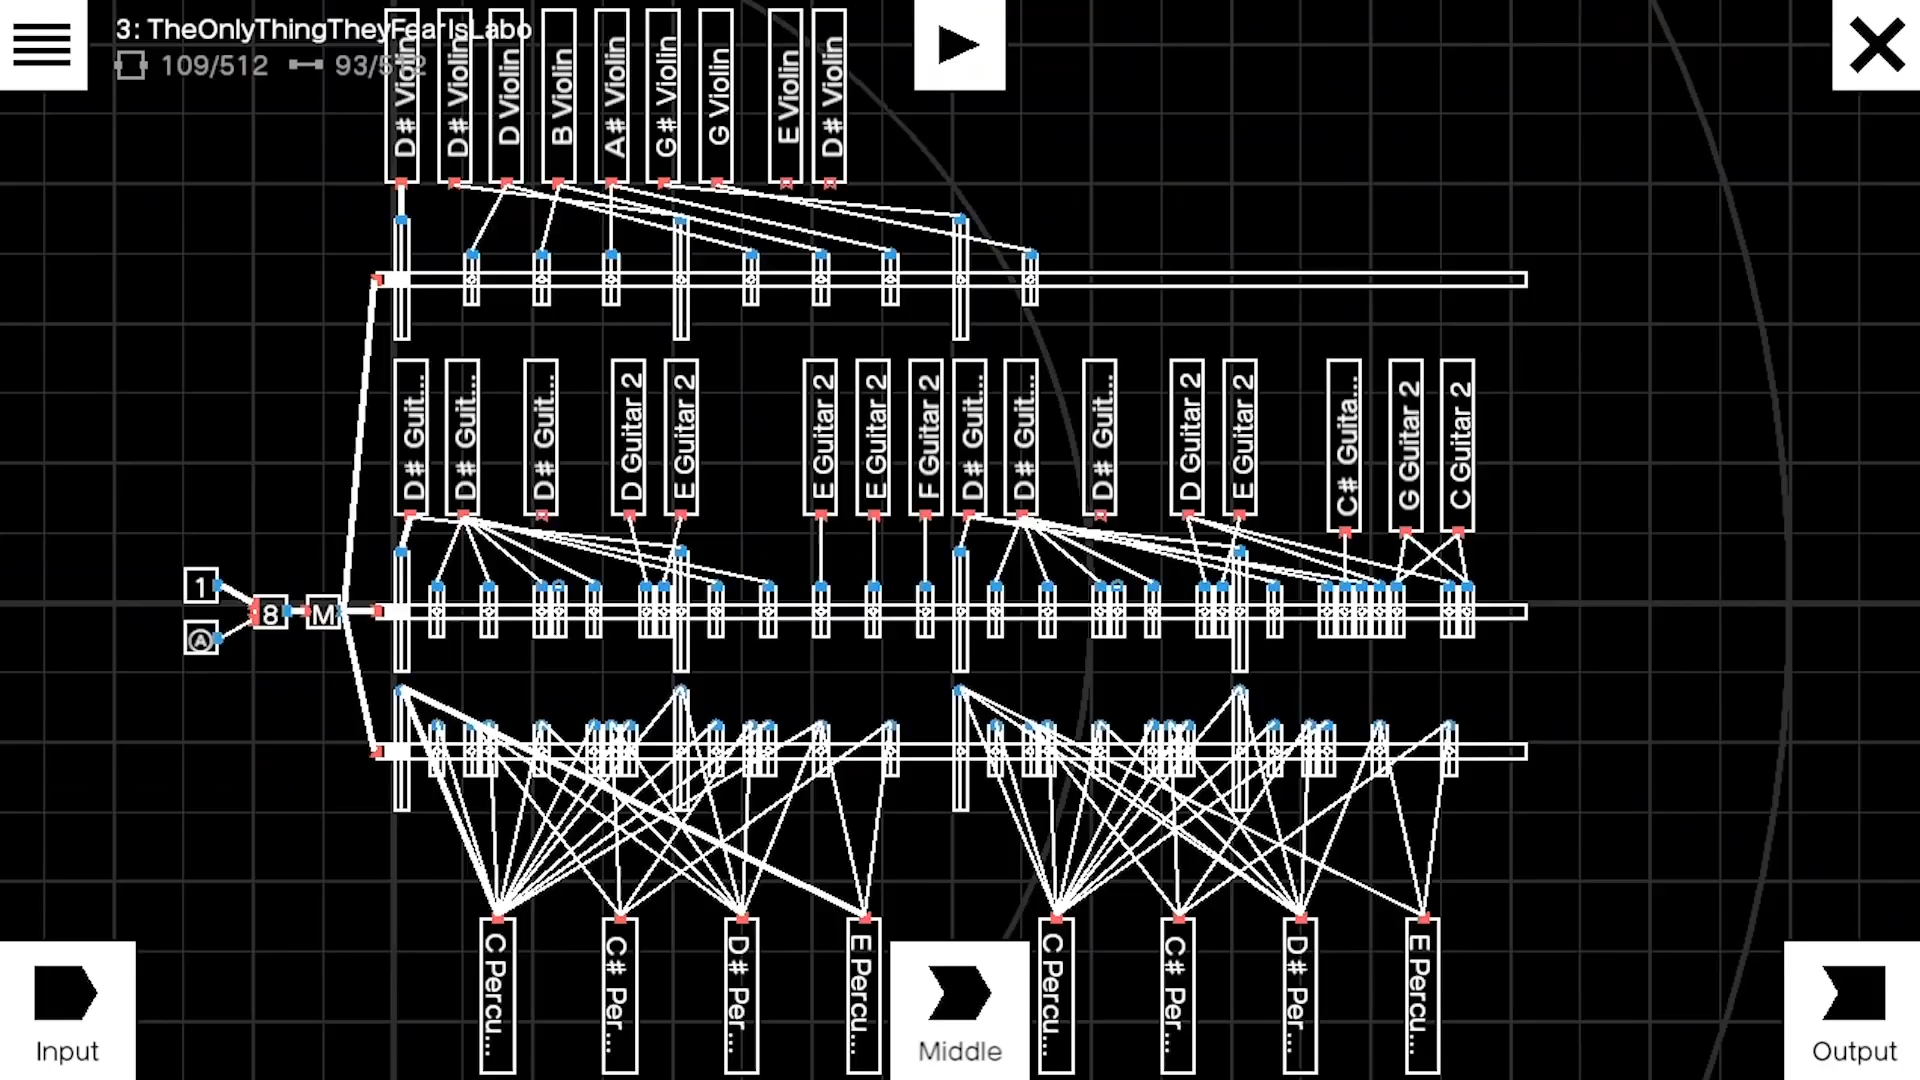 3: TheOnlyThingTheyFearIsLabo
109/512 93/512
D# Violin
D# Violin
D Violin
B Violin
A# Violin
G# Violin
G Violin
E Violin
D# Violin
D# Guit...
D# Guit...
D# Guit...
D Guitar 2
E Guitar 2
E Guitar 2
E Guitar 2
F Guitar 2
D# Guit...
D# Guit...
D# Guit...
D Guitar 2
E Guitar 2
C# Guita...
G Guitar 2
C Guitar 2
1
8
M
A
C Percu...
C# Per...
D# Per...
E Percu...
C Percu...
C# Per...
D# Per...
E Percu...
Input
Middle
Output